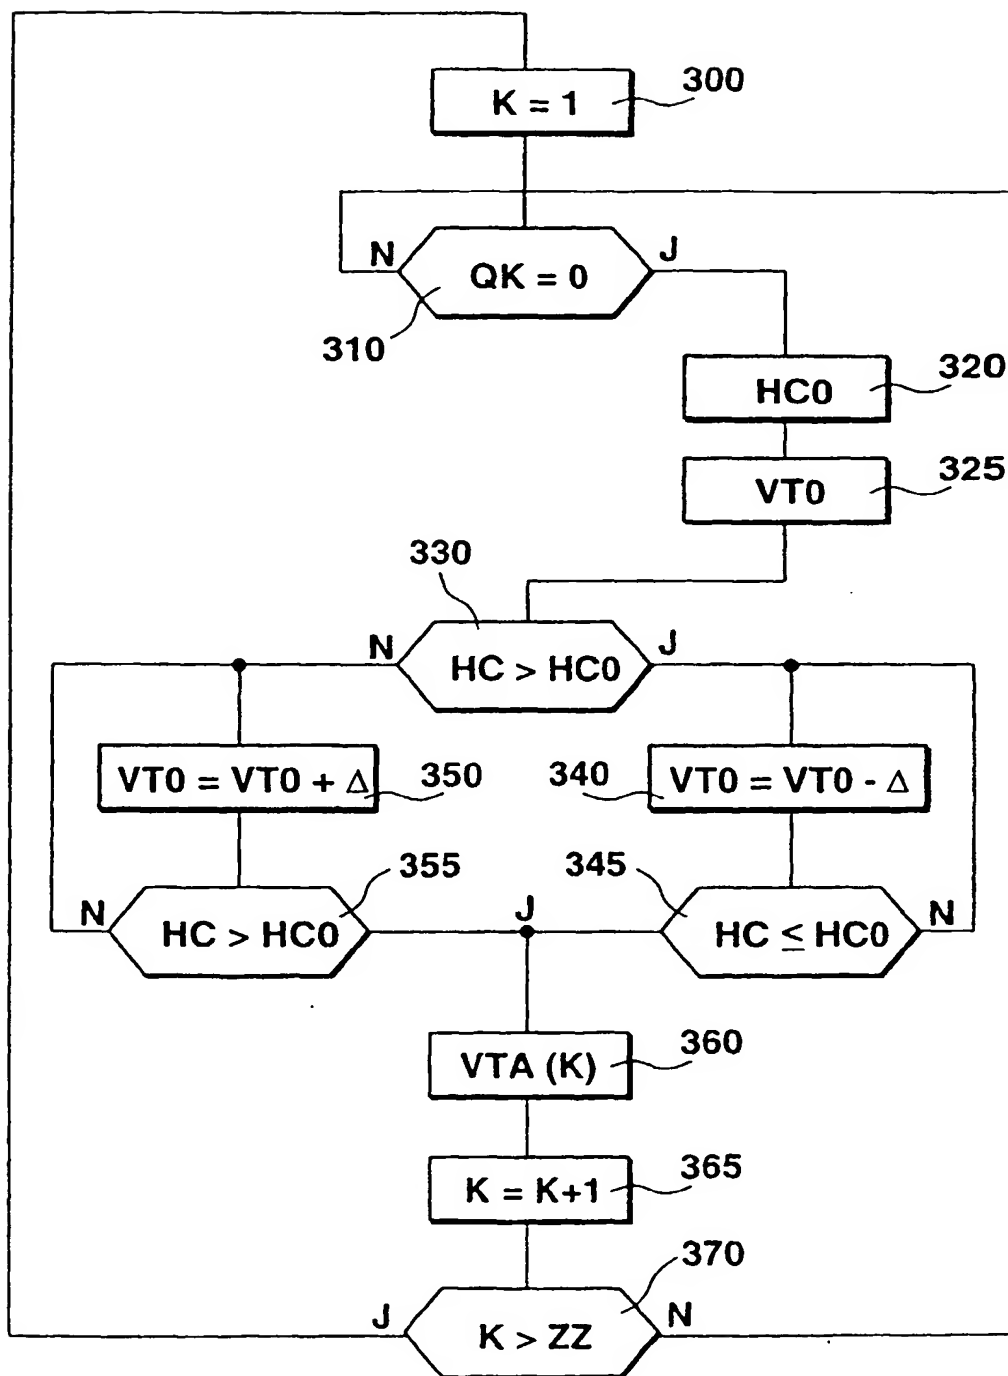 K = 1
300
N
QK = 0
J
310
HC0
320
VT0
325
330
N
HC > HC0
J
VT0 = VT0 + Δ
350
340
VT0 = VT0 - Δ
355
345
N
HC > HC0
J
HC ≤ HC0
N
VTA (K)
360
K = K+1
365
370
J
K > ZZ
N